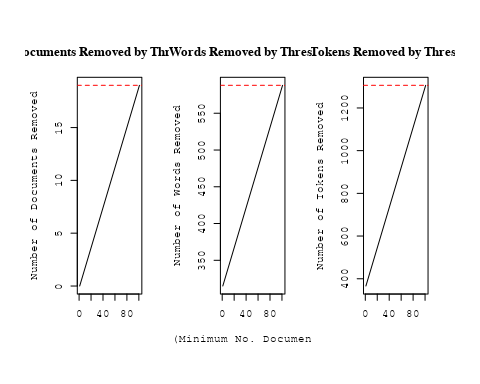 ocuments Removed by Thr
Words Removed by Thres
Tokens Removed by Thres
Number of Documents Removed
0 5 10 15
0 40 80
Number of Words Removed
350 400 450 500 550
0 40 80
Number of Tokens Removed
400 600 800 1000 1200
0 40 80
(Minimum No. Documen